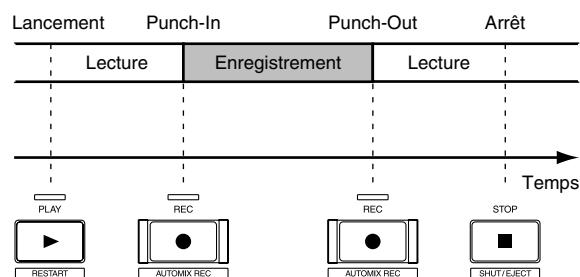 Lancement Punch-In Punch-Out Arrêt
Lecture Enregistrement Lecture
Temps
PLAY REC REC STOP
RESTART AUTOMIX REC AUTOMIX REC SHUT/EJECT